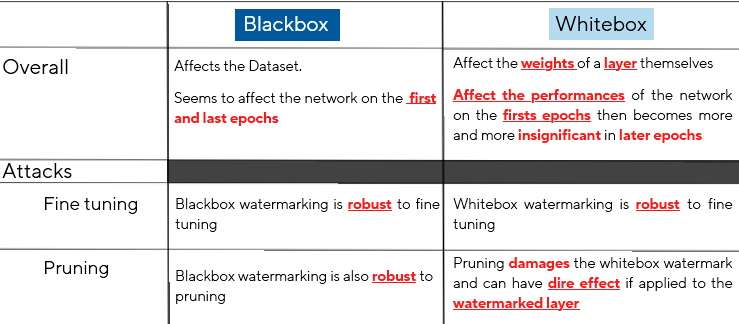 Blackbox
Whitebox
Overall
Affects the Dataset.
Seems to affect the network on the first
and last epochs
Affect the weights of a layer themselves
Affect the performances of the network
on the firsts epochs then becomes more
and more insignificant in later epochs
Attacks
Fine tuning
Blackbox watermarking is robust to fine
tuning
Whitebox watermarking is robust to fine
tuning
Pruning
Blackbox watermarking is also robust to
pruning
Pruning damages the whitebox watermark
and can have dire effect if applied to the
watermarked layer